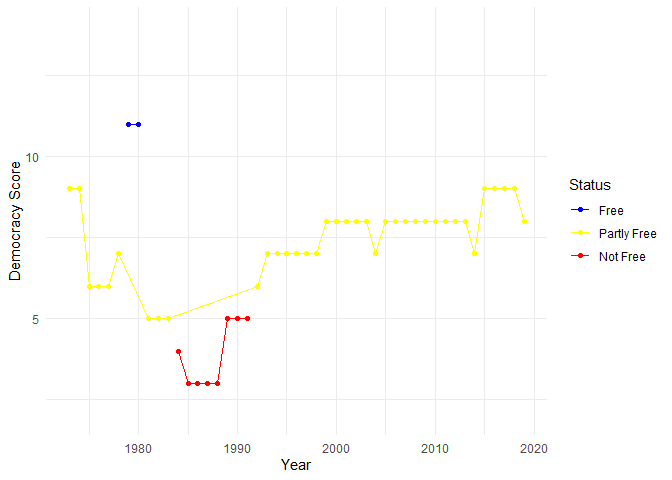 Democracy Score
10
5
1980
1990
2000
2010
2020
Year
Status
Free
Partly Free
Not Free